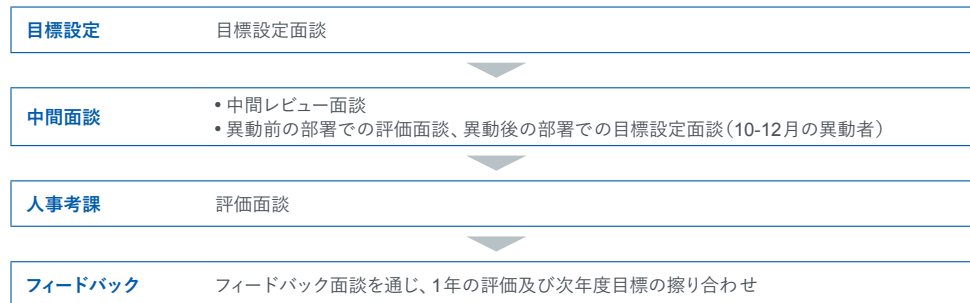 目標設定 目標設定面談
中間面談
• 中間レビュー面談
• 異動前の部署での評価面談、異動後の部署での目標設定面談（10-12月の異動者）
人事考課 評価面談
フィードバック フィードバック面談を通じ、1年の評価及び次年度目標の擦り合わせ